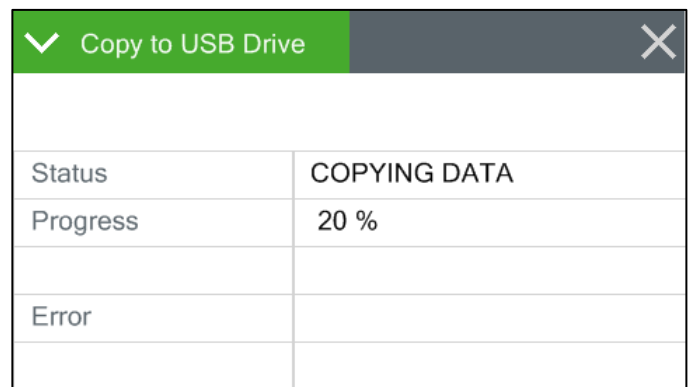 Copy to USB Drive
Status COPYING DATA
Progress 20 %
Error